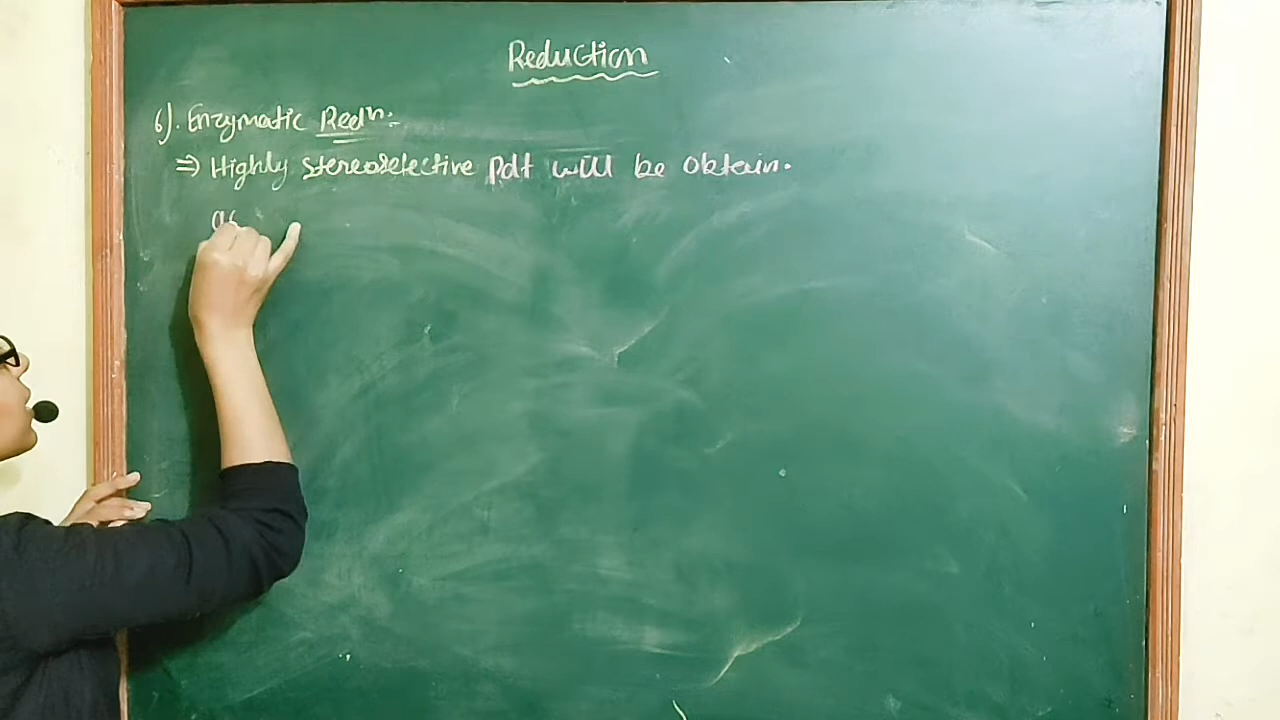 Reduction
6). Enzymatic Redn:-
⇒ Highly stereoselective pdt will be obtain.